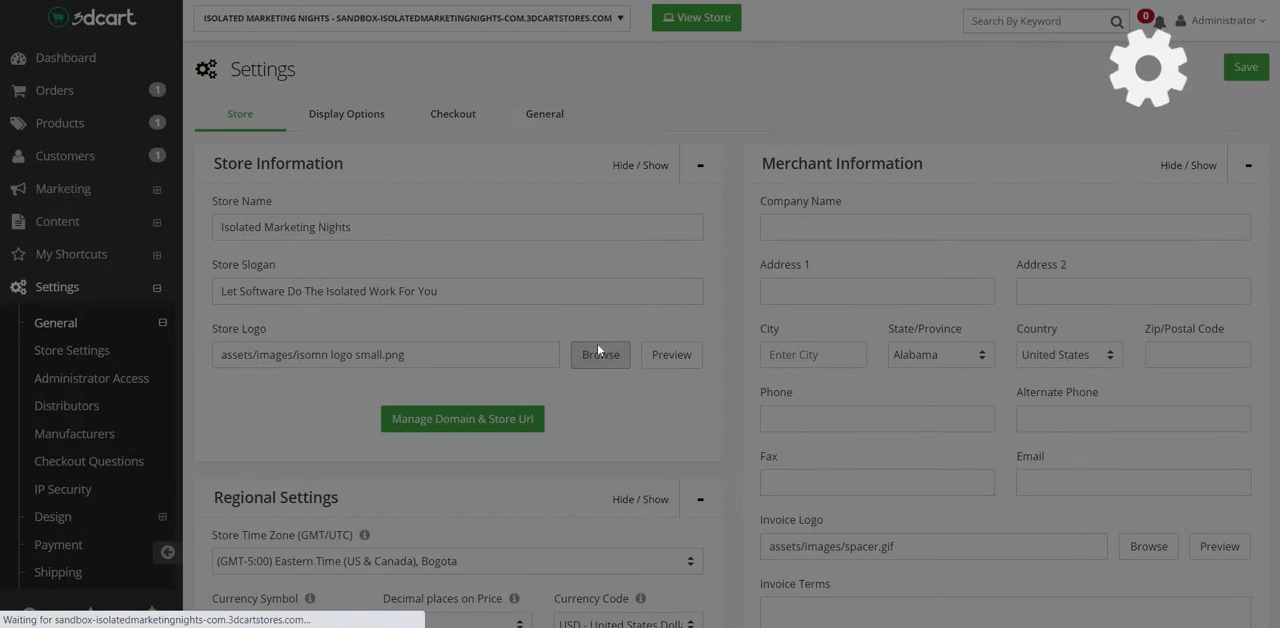 3dcart
ISOLATED MARKETING NIGHTS - SANDBOX-ISOLATEDMARKETINGNIGHTS-COM.3DCARTSTORES.COM
View Store
Search By Keyword
0
Administrator
Dashboard
Orders 1
Products 1
Customers 1
Marketing
Content
My Shortcuts
Settings
General
Store Settings
Administrator Access
Distributors
Manufacturers
Checkout Questions
IP Security
Design
Payment
Shipping
Settings
Save
Store Display Options Checkout General
Store Information
Hide / Show
Store Name
Isolated Marketing Nights
Store Slogan
Let Software Do The Isolated Work For You
Store Logo
assets/images/isomn logo small.png
Browse
Preview
Manage Domain & Store Url
Regional Settings
Hide / Show
Store Time Zone (GMT/UTC)
(GMT-5:00) Eastern Time (US & Canada), Bogota
Currency Symbol Decimal places on Price Currency Code
USD - United States Dolla
Merchant Information
Hide / Show
Company Name
Address 1 Address 2
City State/Province Country Zip/Postal Code
Enter City Alabama United States
Phone Alternate Phone
Fax Email
Invoice Logo
assets/images/spacer.gif
Browse
Preview
Invoice Terms
Waiting for sandbox-isolatedmarketingnights-com.3dcartstores.com...